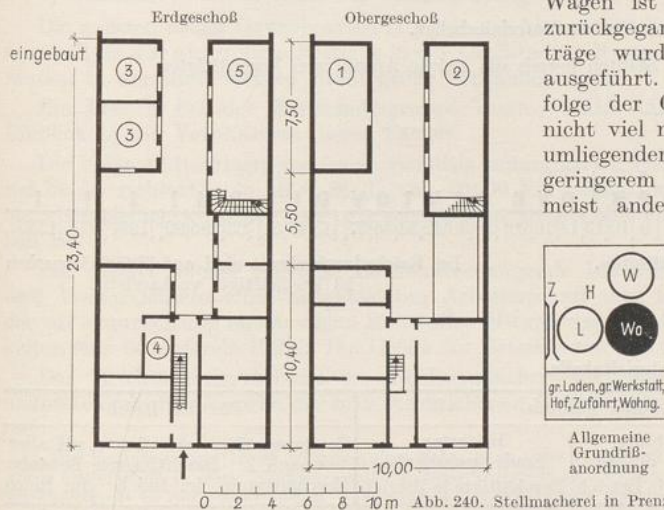 Erdgeschoß
Obergeschoß
eingebaut
3
3
5
1
2
4
23,40
7,50
5,50
10,40
10,00
0 2 4 6 8 10 m
Abb. 240. Stellmacherei in Prenz
Wagen ist
zurückgegan
träge wurd
ausgeführt.
folge der
nicht viel
umliegenden
geringerem
meist ande
Z H W
L Wa
gr. Laden, gr. Werkstatt,
Hof, Zufahrt, Wohng.
Allgemeine
Grundriß-
anordnung